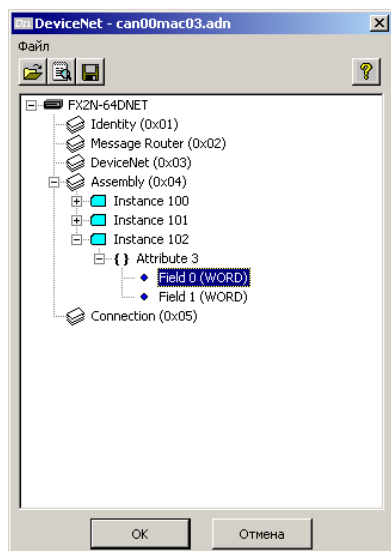 DeviceNet - can00mac03.adn
Файл
FX2N-64DNET
Identity (0x01)
Message Router (0x02)
DeviceNet (0x03)
Assembly (0x04)
Instance 100
Instance 101
Instance 102
Attribute 3
Field 0 (WORD)
Field 1 (WORD)
Connection (0x05)
OK Отмена